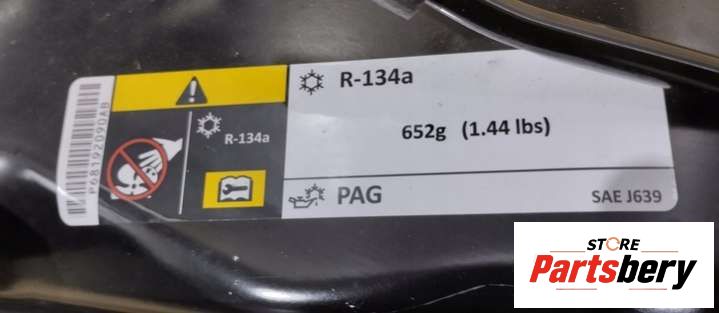 P68192090AB
R-134a
R-134a
652g (1.44 lbs)
PAG
SAE J639
STORE
Partsbery